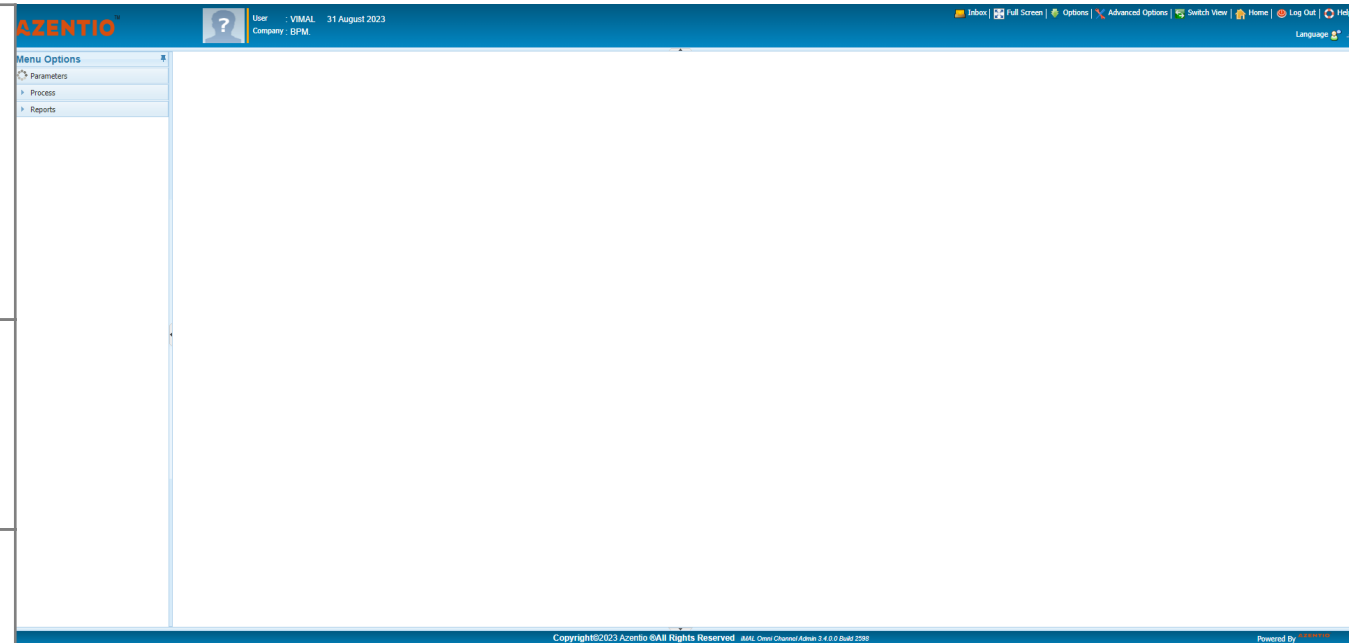 AZENTIO
User : VIMAL 31 August 2023
Company : BPM.
Inbox | Full Screen | Options | Advanced Options | Switch View | Home | Log Out | Hel
Language
Menu Options
Parameters
Process
Reports
Copyright©2023 Azentio ®All Rights Reserved iMAL Omni Channel Admin 3.4.0.0 Build 2598
Powered By AZENTIO